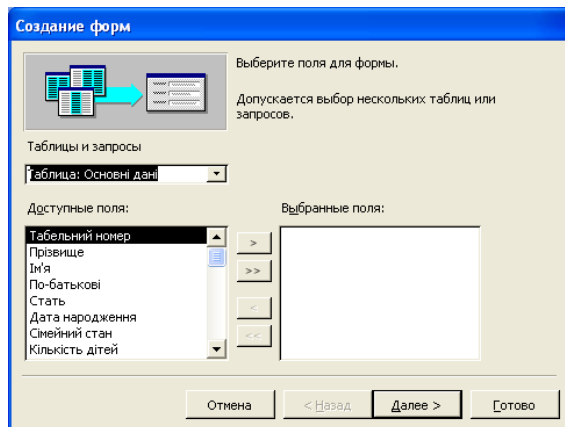 Создание форм
Выберите поля для формы.
Допускается выбор нескольких таблиц или
запросов.
Таблицы и запросы
Таблица: Основні дані
Доступные поля:
Выбранные поля:
Табельний номер
Прізвище
Ім'я
По-батькові
Стать
Дата народження
Сімейний стан
Кількість дітей
>
>>
<
<<
Отмена
< Назад
Далее >
Готово